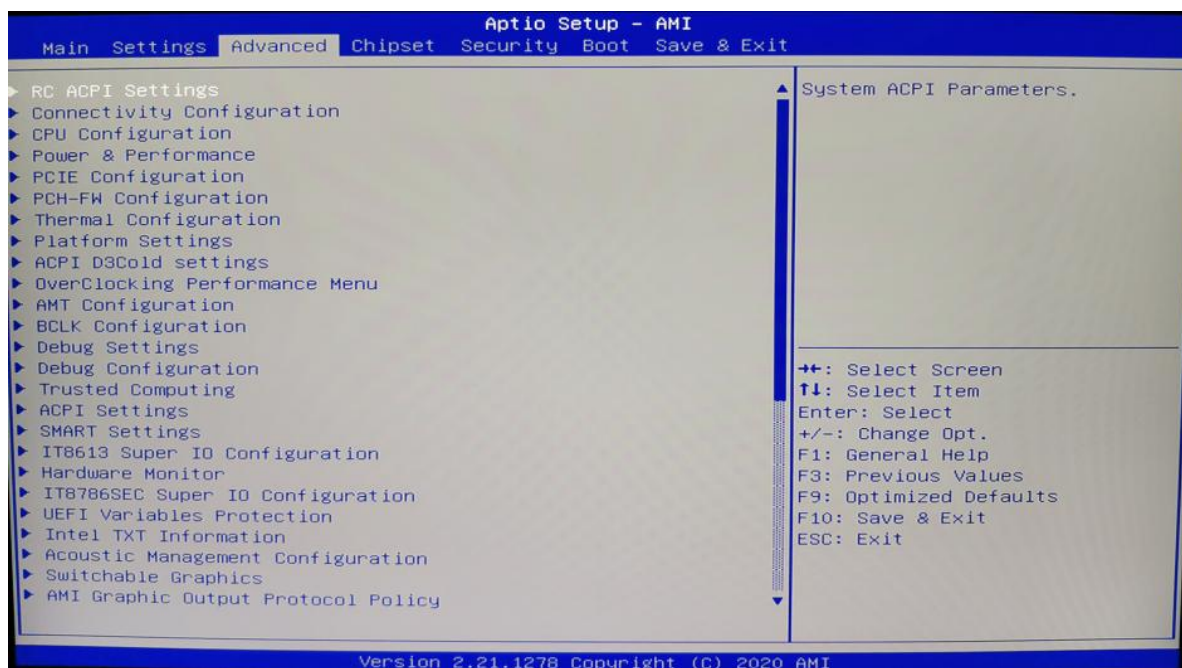 Aptio Setup – AMI
Main Settings Advanced Chipset Security Boot Save & Exit
RC ACPI Settings
Connectivity Configuration
CPU Configuration
Power & Performance
PCIE Configuration
PCH-FW Configuration
Thermal Configuration
Platform Settings
ACPI D3Cold settings
OverClocking Performance Menu
AMT Configuration
BCLK Configuration
Debug Settings
Debug Configuration
Trusted Computing
ACPI Settings
SMART Settings
IT8613 Super IO Configuration
Hardware Monitor
IT8786SEC Super IO Configuration
UEFI Variables Protection
Intel TXT Information
Acoustic Management Configuration
Switchable Graphics
AMI Graphic Output Protocol Policy
System ACPI Parameters.
→←: Select Screen
↑↓: Select Item
Enter: Select
+/-: Change Opt.
F1: General Help
F3: Previous Values
F9: Optimized Defaults
F10: Save & Exit
ESC: Exit
Version 2.21.1278 Copyright (C) 2020 AMI